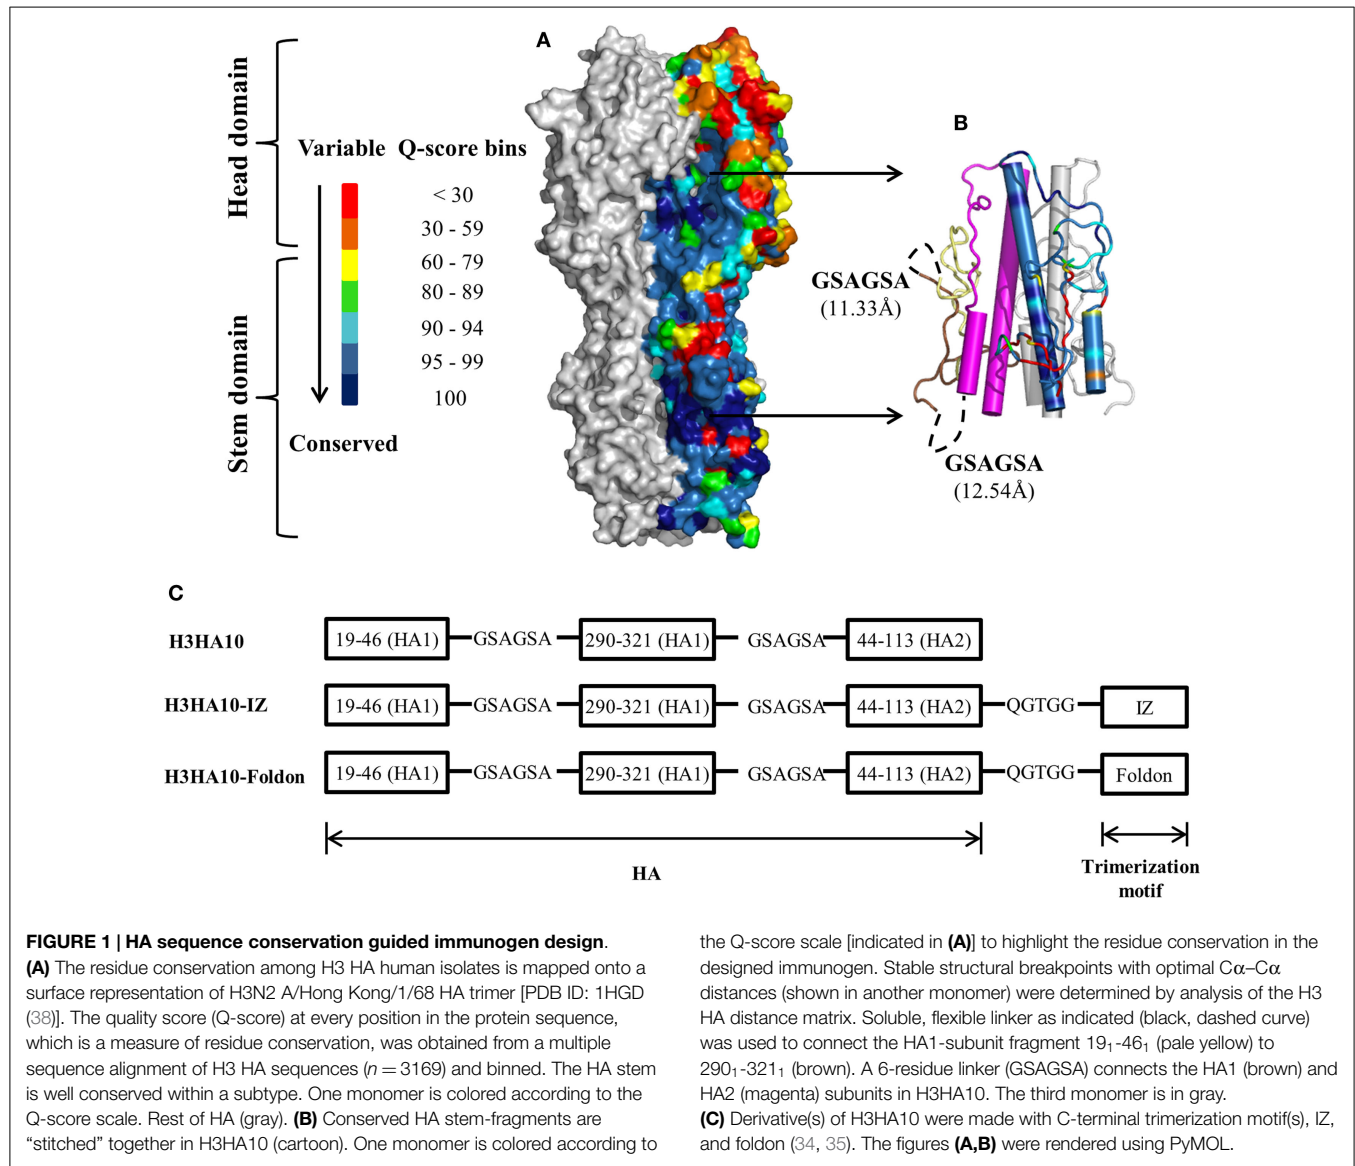 A
Head domain
Variable Q-score bins
< 30
30 - 59
60 - 79
80 - 89
90 - 94
95 - 99
100
Conserved
Stem domain
B
GSAGSA
(11.33Å)
GSAGSA
(12.54Å)
C
H3HA10 19-46 (HA1) GSAGSA 290-321 (HA1) GSAGSA 44-113 (HA2)
H3HA10-IZ 19-46 (HA1) GSAGSA 290-321 (HA1) GSAGSA 44-113 (HA2) QGTGG IZ
H3HA10-Foldon 19-46 (HA1) GSAGSA 290-321 (HA1) GSAGSA 44-113 (HA2) QGTGG Foldon
HA
Trimerization
motif
FIGURE 1 | HA sequence conservation guided immunogen design.
(A) The residue conservation among H3 HA human isolates is mapped onto a
surface representation of H3N2 A/Hong Kong/1/68 HA trimer [PDB ID: 1HGD
(38)]. The quality score (Q-score) at every position in the protein sequence,
which is a measure of residue conservation, was obtained from a multiple
sequence alignment of H3 HA sequences (n = 3169) and binned. The HA stem
is well conserved within a subtype. One monomer is colored according to the
Q-score scale. Rest of HA (gray). (B) Conserved HA stem-fragments are
“stitched” together in H3HA10 (cartoon). One monomer is colored according to
the Q-score scale [indicated in (A)] to highlight the residue conservation in the
designed immunogen. Stable structural breakpoints with optimal Cα–Cα
distances (shown in another monomer) were determined by analysis of the H3
HA distance matrix. Soluble, flexible linker as indicated (black, dashed curve)
was used to connect the HA1-subunit fragment 19₁-46₁ (pale yellow) to
290₁-321₁ (brown). A 6-residue linker (GSAGSA) connects the HA1 (brown) and
HA2 (magenta) subunits in H3HA10. The third monomer is in gray.
(C) Derivative(s) of H3HA10 were made with C-terminal trimerization motif(s), IZ,
and foldon (34, 35). The figures (A,B) were rendered using PyMOL.